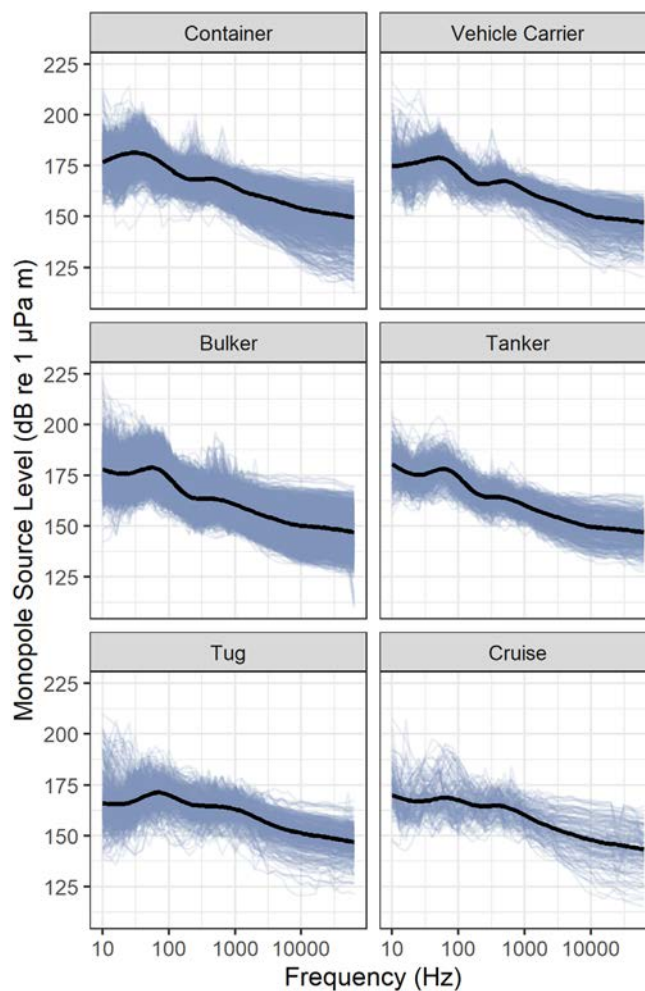 Container
Vehicle Carrier
225
200
175
150
125
Bulker
Tanker
225
200
175
150
125
Tug
Cruise
225
200
175
150
125
10 100 1000 10000
10 100 1000 10000
Frequency (Hz)
Monopole Source Level (dB re 1 µPa m)